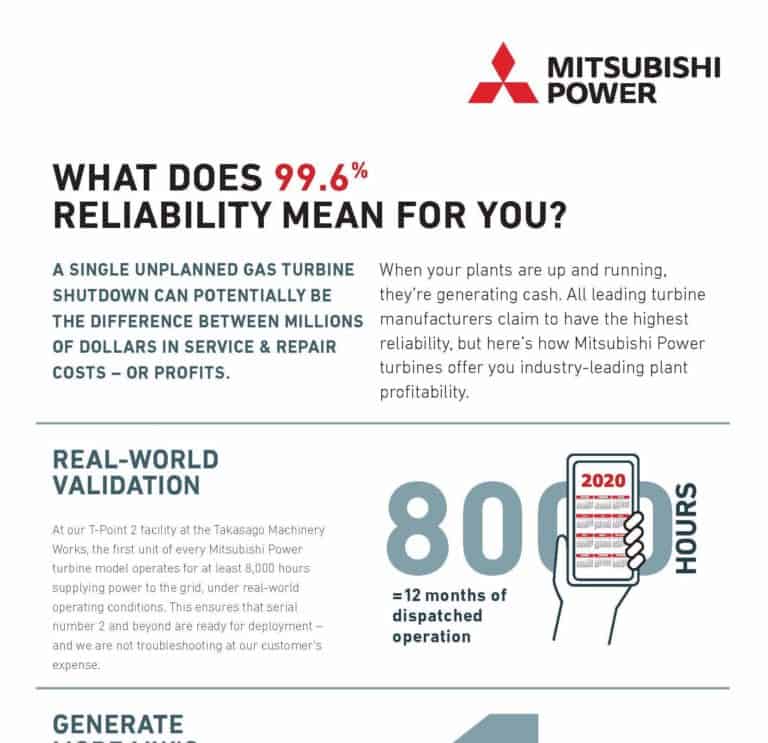 MITSUBISHI
POWER
WHAT DOES 99.6%
RELIABILITY MEAN FOR YOU?
A SINGLE UNPLANNED GAS TURBINE
SHUTDOWN CAN POTENTIALLY BE
THE DIFFERENCE BETWEEN MILLIONS
OF DOLLARS IN SERVICE & REPAIR
COSTS – OR PROFITS.
When your plants are up and running,
they're generating cash. All leading turbine
manufacturers claim to have the highest
reliability, but here's how Mitsubishi Power
turbines offer you industry-leading plant
profitability.
REAL-WORLD
VALIDATION
At our T-Point 2 facility at the Takasago Machinery
Works, the first unit of every Mitsubishi Power
turbine model operates for at least 8,000 hours
supplying power to the grid, under real-world
operating conditions. This ensures that serial
number 2 and beyond are ready for deployment –
and we are not troubleshooting at our customer's
expense.
8000
HOURS
2020
=12 months of
dispatched
operation
GENERATE